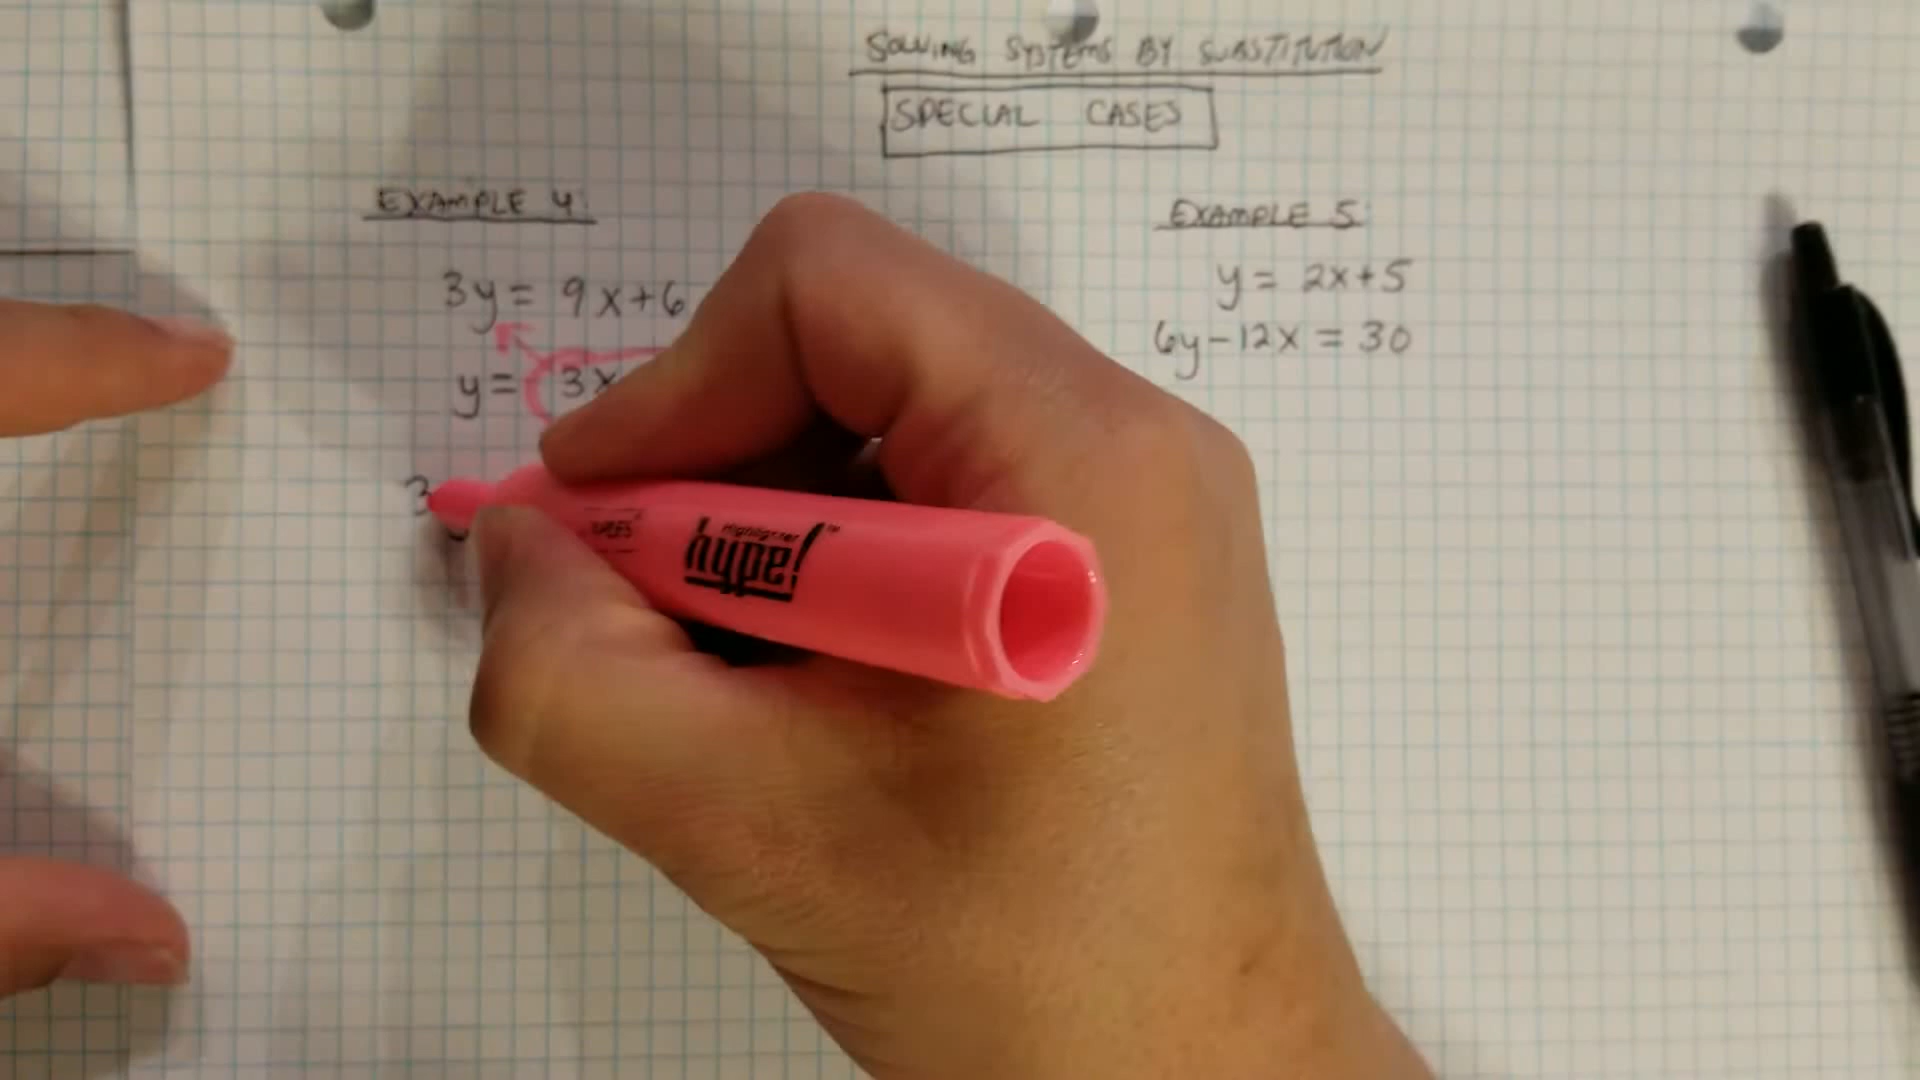 SOLVING SYSTEMS BY SUBSTITUTION
SPECIAL CASES
EXAMPLE 4:
3y = 9x+6
y = 3x
3
EXAMPLE 5:
y = 2x+5
6y-12x = 30
Highlighter